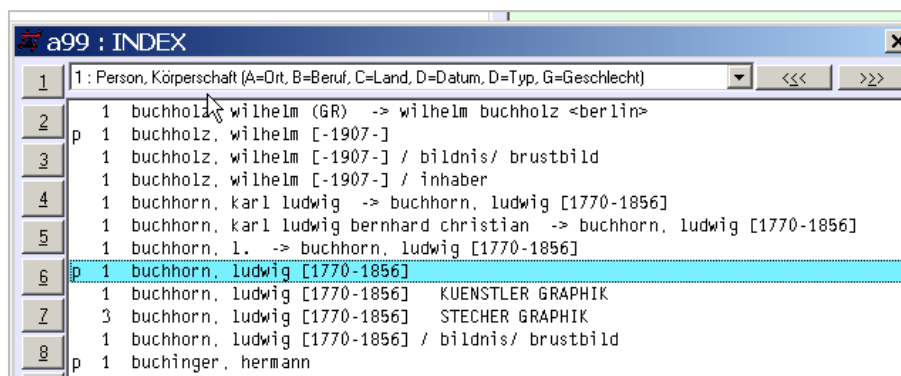 a99 : INDEX
1 1 : Person, Körperschaft (A=Ort, B=Beruf, C=Land, D=Datum, D=Typ, G=Geschlecht) <<< >>>
2 1 buchholz, wilhelm (GR) -> wilhelm buchholz <berlin>
p 1 buchholz, wilhelm [-1907-]
3 1 buchholz, wilhelm [-1907-] / bildnis/ brustbild
1 buchholz, wilhelm [-1907-] / inhaber
4 1 buchhorn, karl ludwig -> buchhorn, ludwig [1770-1856]
1 buchhorn, karl ludwig bernhard christian -> buchhorn, ludwig [1770-1856]
5 1 buchhorn, l. -> buchhorn, ludwig [1770-1856]
6 p 1 buchhorn, ludwig [1770-1856]
1 buchhorn, ludwig [1770-1856] KUENSTLER GRAPHIK
7 3 buchhorn, ludwig [1770-1856] STECHER GRAPHIK
8 1 buchhorn, ludwig [1770-1856] / bildnis/ brustbild
p 1 buchinger, hermann